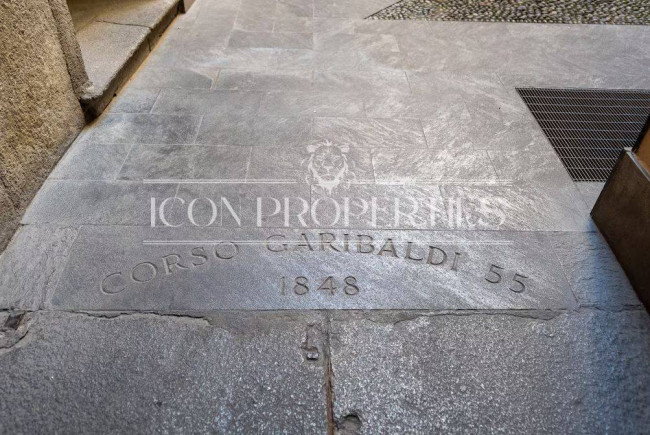 ICON PROPERTIES
CORSO GARIBALDI 55
1848